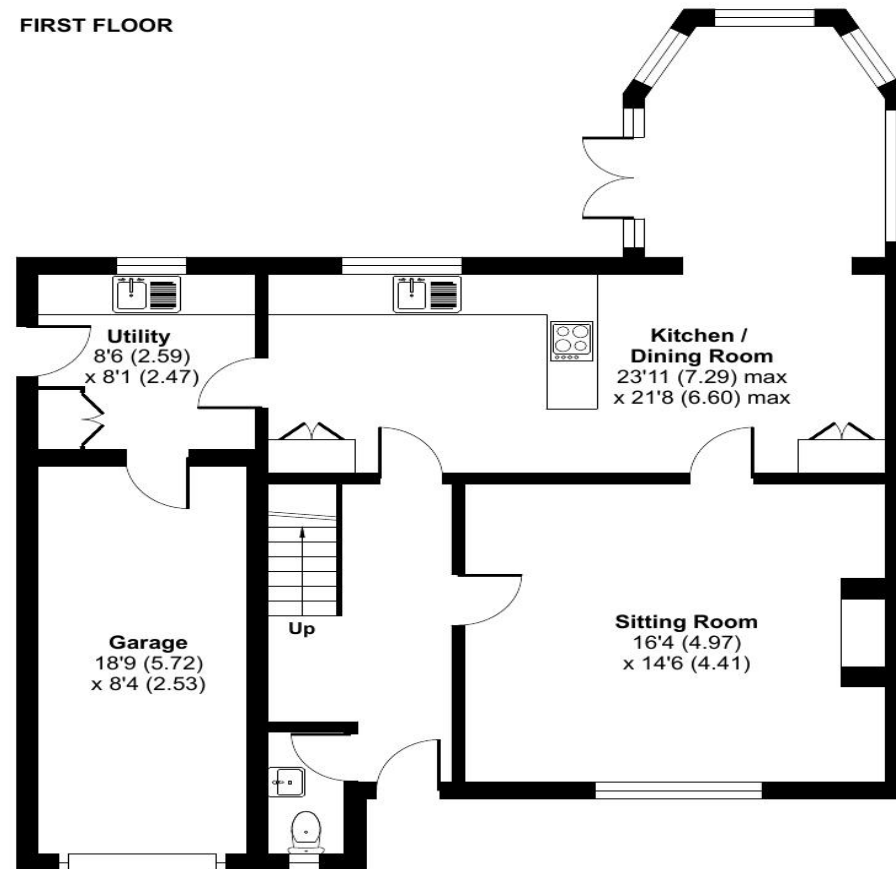 FIRST FLOOR
Utility
8'6 (2.59)
x 8'1 (2.47)
Kitchen /
Dining Room
23'11 (7.29) max
x 21'8 (6.60) max
Up
Garage
18'9 (5.72)
x 8'4 (2.53)
Sitting Room
16'4 (4.97)
x 14'6 (4.41)